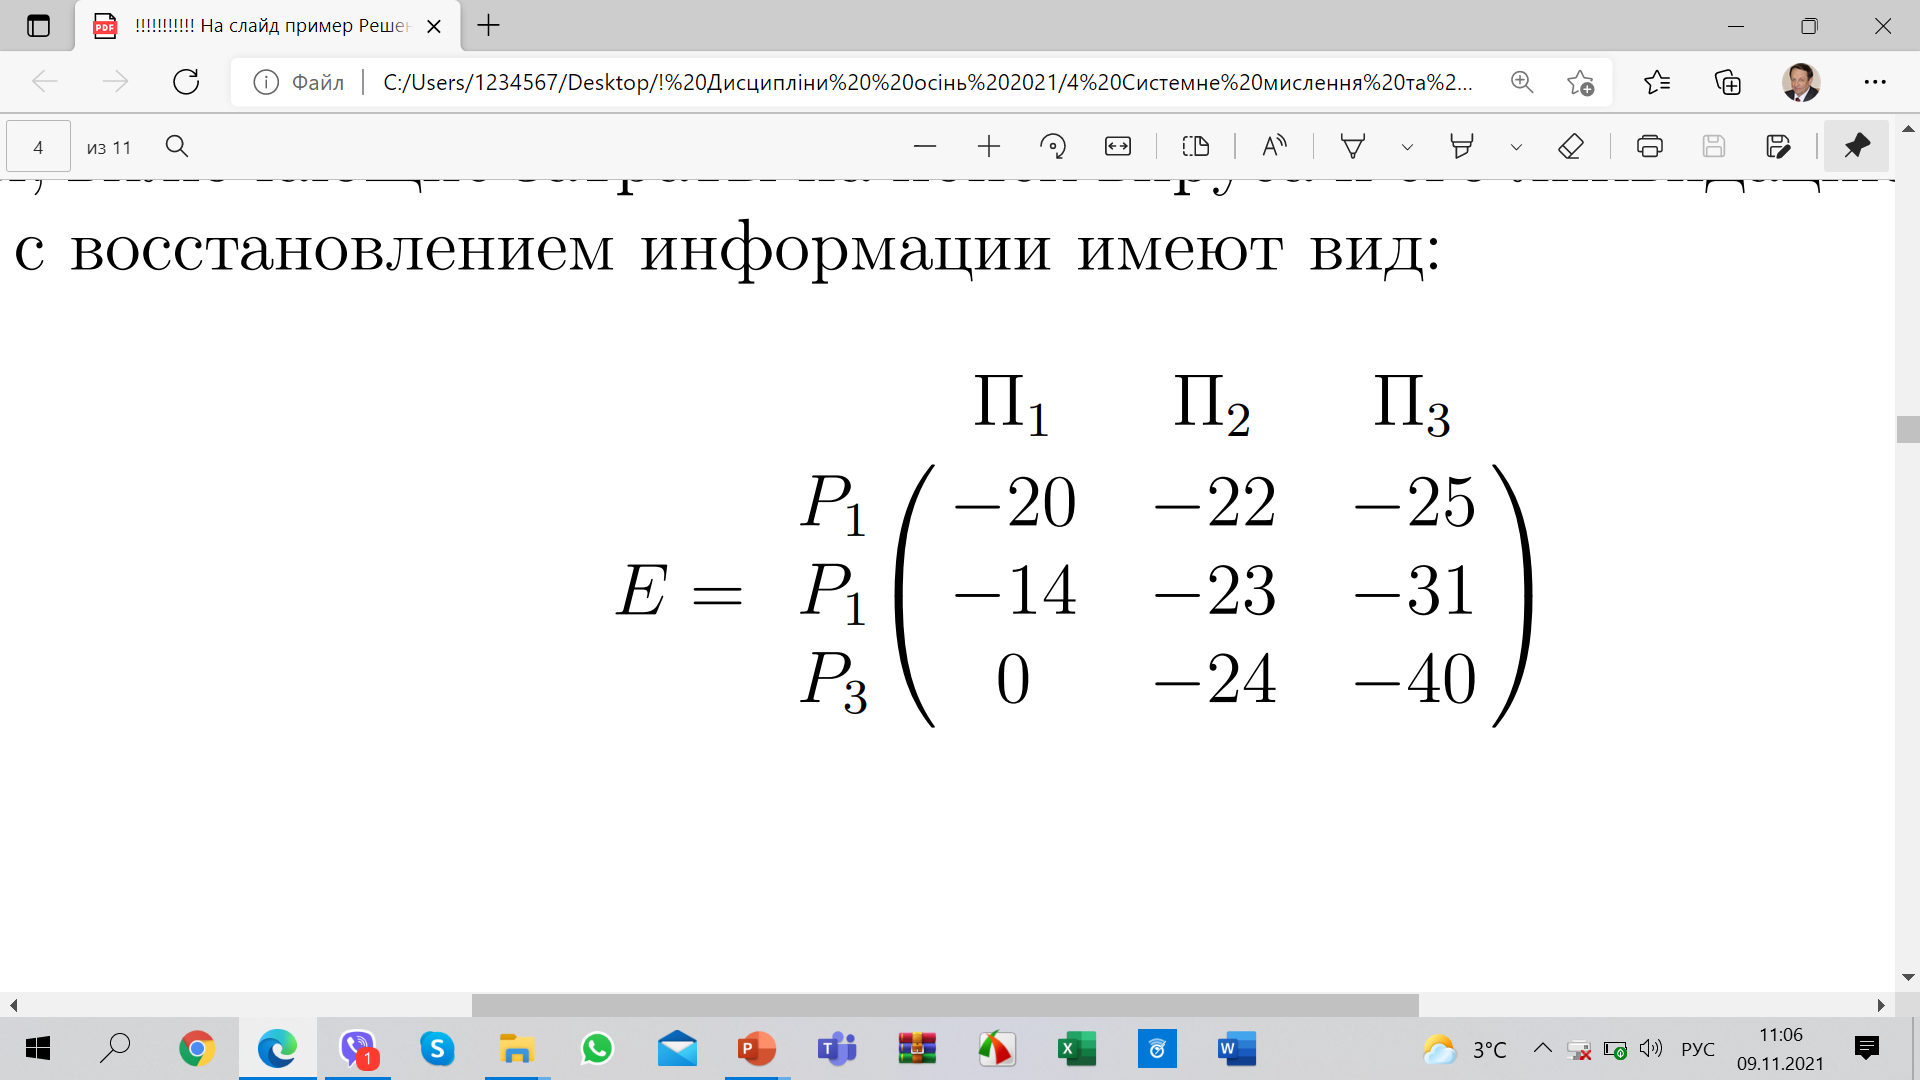 !!!!!!!!!!! На слайд пример Решен
Файл
C:/Users/1234567/Desktop/!%20Дисципліни%20%20осінь%202021/4%20Системне%20мислення%20та%2...
4 из 11
с восстановлением информации имеют вид:
П1 П2 П3
P1 −20 −22 −25
E = P1 −14 −23 −31
P3 0 −24 −40
1
3°C
РУС
11:06
09.11.2021